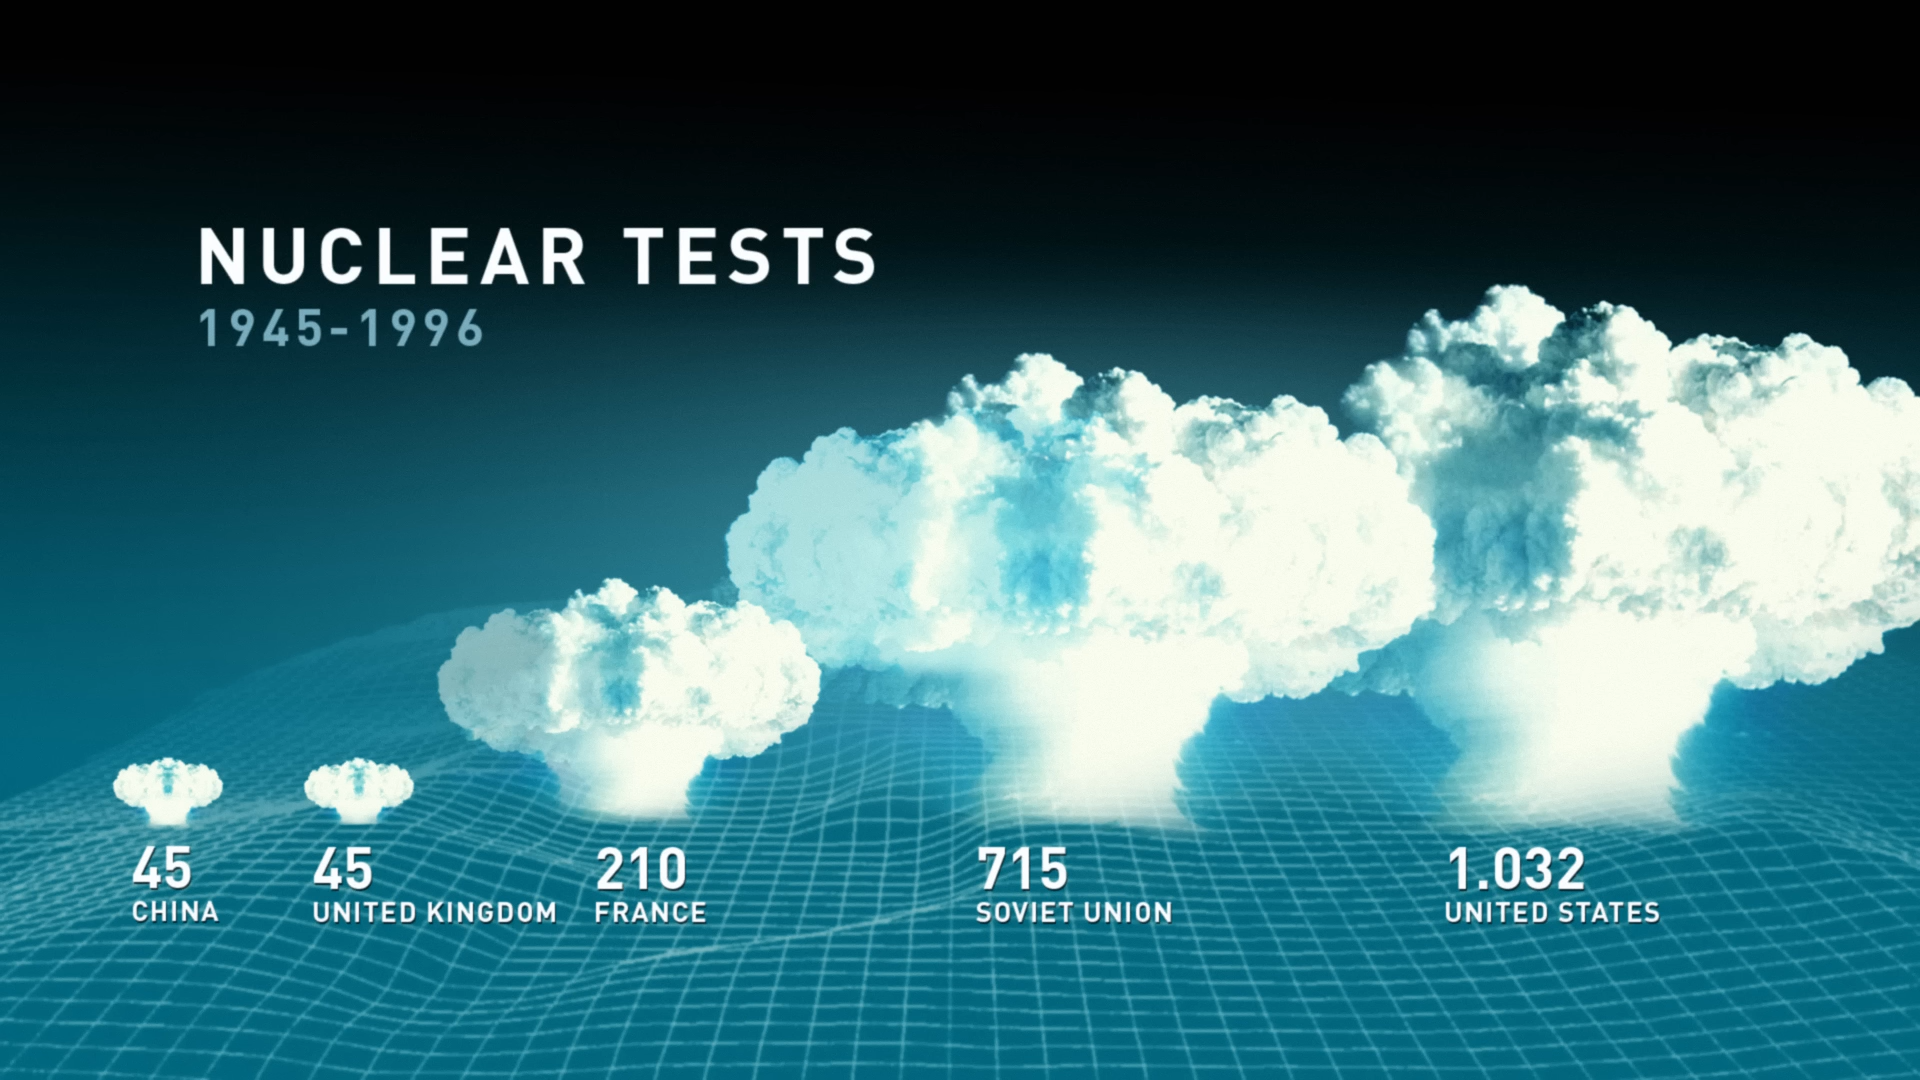 NUCLEAR TESTS
1945-1996
45
CHINA
45
UNITED KINGDOM
210
FRANCE
715
SOVIET UNION
1.032
UNITED STATES